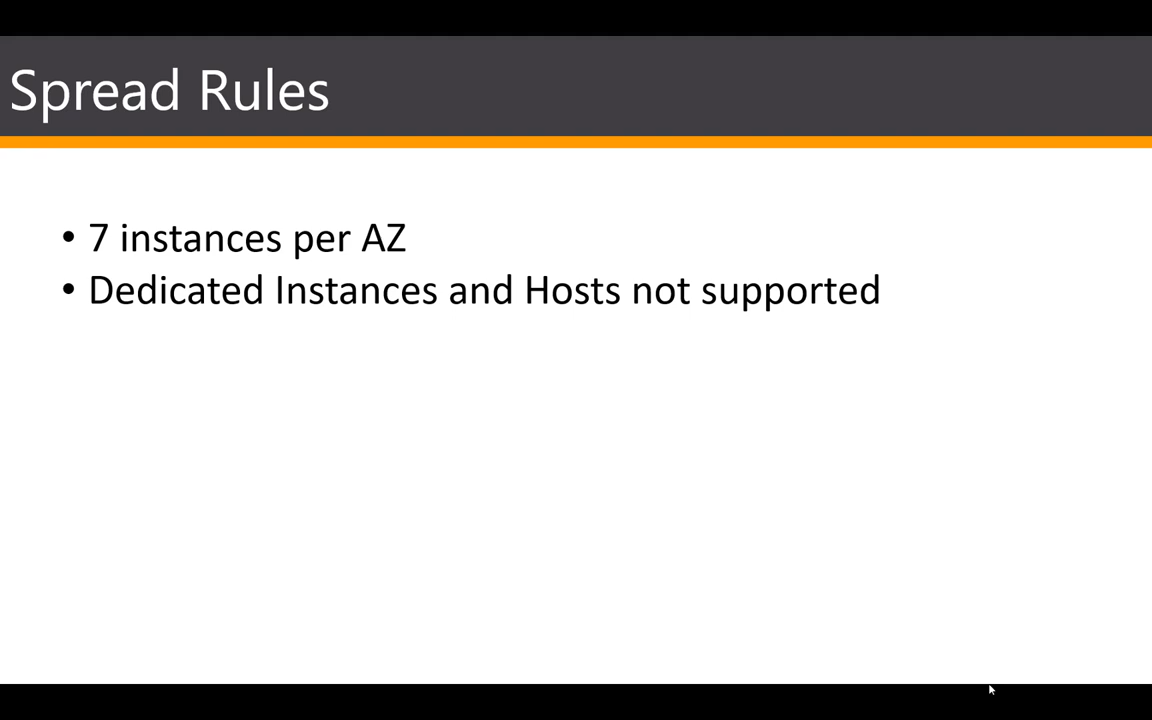 Spread Rules
• 7 instances per AZ
• Dedicated Instances and Hosts not supported